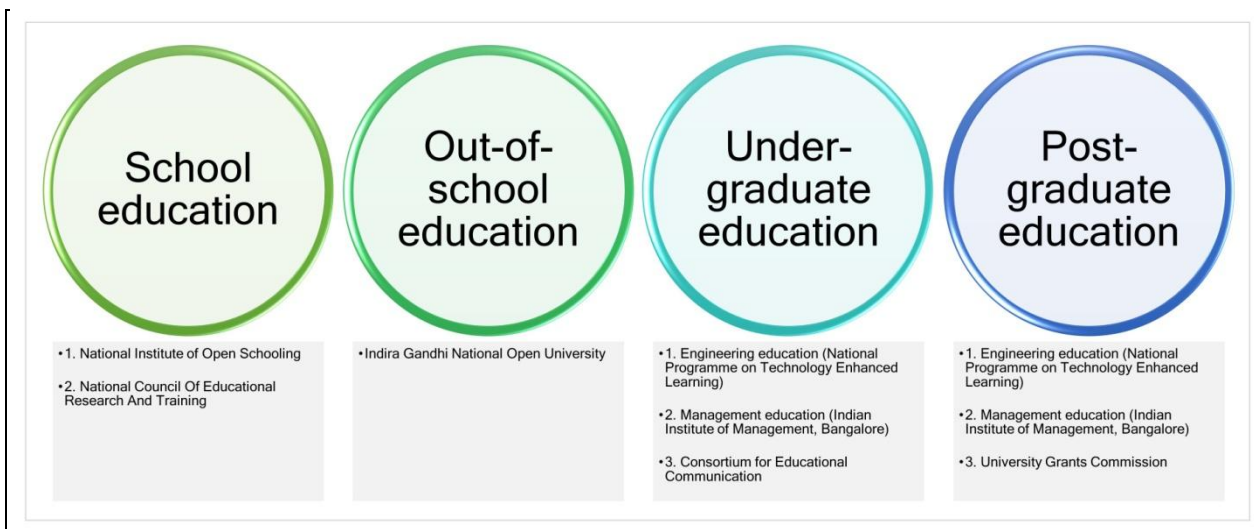 School
education
Out-of-
school
education
Under-
graduate
education
Post-
graduate
education
•1. National Institute of Open Schooling
•2. National Council Of Educational
Research And Training
•Indira Gandhi National Open University
•1. Engineering education (National
Programme on Technology Enhanced
Learning)
•2. Management education (Indian
Institute of Management, Bangalore)
•3. Consortium for Educational
Communication
•1. Engineering education (National
Programme on Technology Enhanced
Learning)
•2. Management education (Indian
Institute of Management, Bangalore)
•3. University Grants Commission